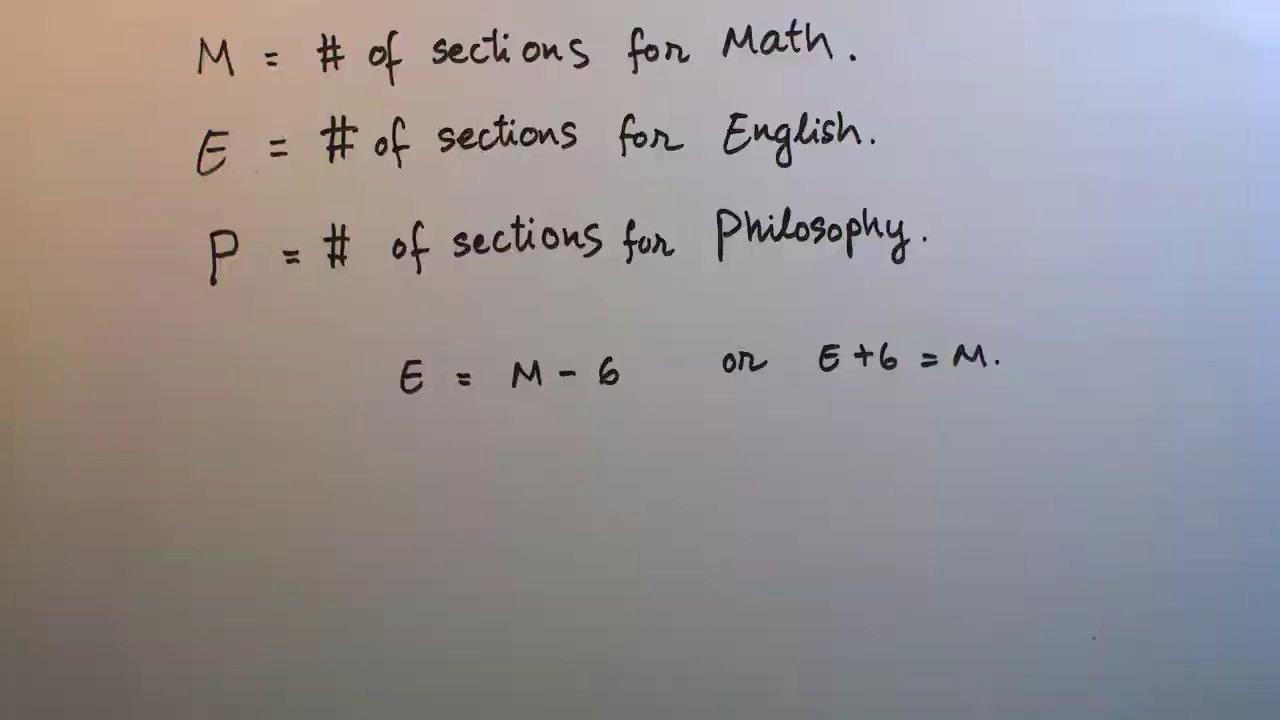 M = # of sections for Math.
E = # of sections for English.
P = # of sections for Philosophy.
E = M - 6 or E + 6 = M.